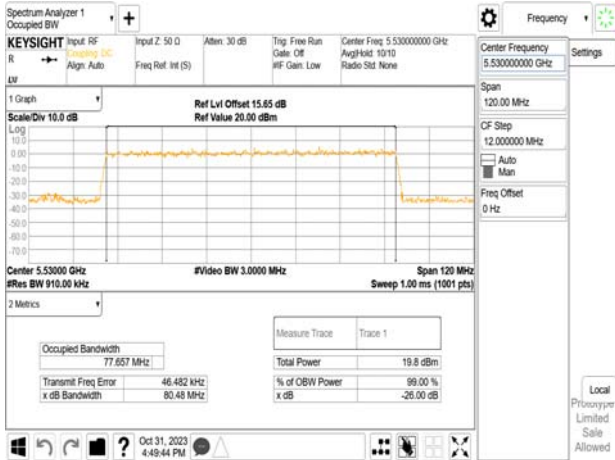 Spectrum Analyzer 1
Occupied BW
+
Frequency
KEYSIGHT
R
LXI
Input: RF
Coupling: DC
Align: Auto
Input Z: 50 Ω
Freq Ref: Int (S)
Atten: 30 dB
Trig: Free Run
Gate: Off
#IF Gain: Low
Center Freq: 5.530000000 GHz
Avg|Hold: 10/10
Radio Std: None
Center Frequency
5.530000000 GHz
Settings
Span
120.00 MHz
CF Step
12.000000 MHz
Auto
Man
Freq Offset
0 Hz
1 Graph
Scale/Div 10.0 dB
Ref Lvl Offset 15.65 dB
Ref Value 20.00 dBm
Log
10.0
0.00
-10.0
-20.0
-30.0
-40.0
-50.0
-60.0
-70.0
Center 5.53000 GHz
#Video BW 3.0000 MHz
Span 120 MHz
#Res BW 910.00 kHz
Sweep 1.00 ms (1001 pts)
2 Metrics
Measure Trace Trace 1
Occupied Bandwidth
77.657 MHz
Total Power 19.8 dBm
Transmit Freq Error 46.482 kHz
% of OBW Power 99.00 %
x dB Bandwidth 80.48 MHz
x dB -26.00 dB
Local
Prototype
Limited
Sale
Allowed
?
Oct 31, 2023
4:49:44 PM